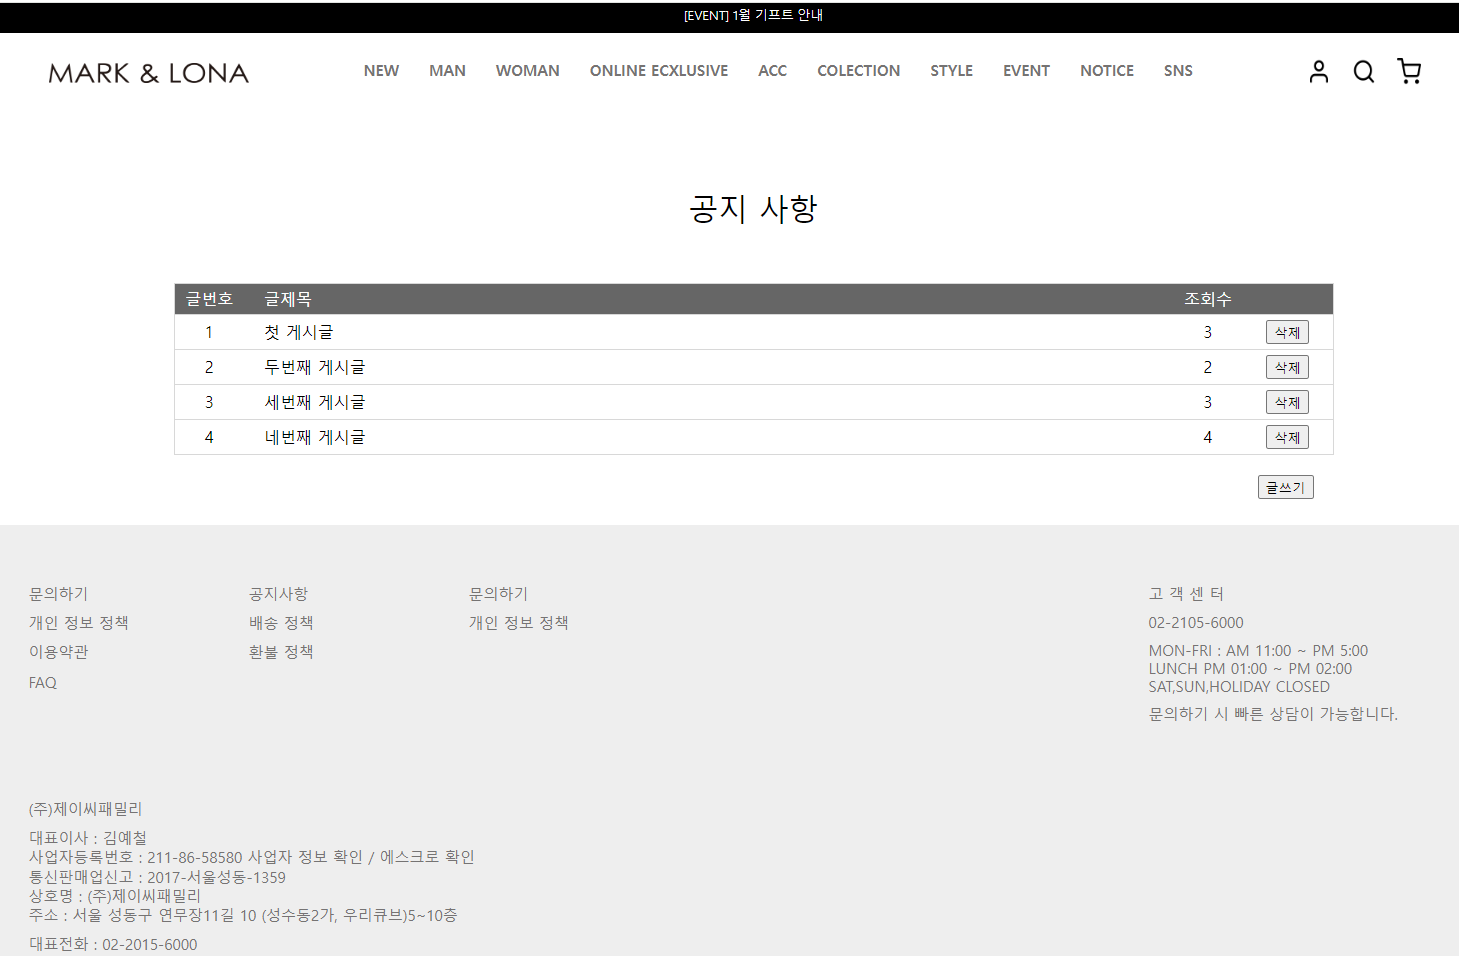 [EVENT] 1월 기프트 안내
MARK & LONA NEW MAN WOMAN ONLINE ECXLUSIVE ACC COLECTION STYLE EVENT NOTICE SNS
공지 사항
글번호 글제목 조회수
1 첫 게시글 3 삭제
2 두번째 게시글 2 삭제
3 세번째 게시글 3 삭제
4 네번째 게시글 4 삭제
글쓰기
문의하기
개인 정보 정책
이용약관
FAQ
공지사항
배송 정책
환불 정책
문의하기
개인 정보 정책
고 객 센 터
02-2105-6000
MON-FRI : AM 11:00 ~ PM 5:00
LUNCH PM 01:00 ~ PM 02:00
SAT,SUN,HOLIDAY CLOSED
문의하기 시 빠른 상담이 가능합니다.
(주)제이씨패밀리
대표이사 : 김예철
사업자등록번호 : 211-86-58580 사업자 정보 확인 / 에스크로 확인
통신판매업신고 : 2017-서울성동-1359
상호명 : (주)제이씨패밀리
주소 : 서울 성동구 연무장11길 10 (성수동2가, 우리큐브)5~10층
대표전화 : 02-2015-6000